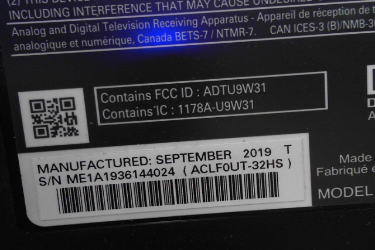 INCLUDING INTERFERENCE THAT MAY CAUSE UNDESIRED
Analog and Digital Television Receiving Apparatus - Appareil de réception de t
analogique et numérique, Canada BETS-7 / NTMR-7. CAN ICES-3 (B)/NMB-3
Contains FCC ID : ADTU9W31
Contains IC : 1178A-U9W31
MANUFACTURED: SEPTEMBER 2019 T
S/N ME1A1936144024 ( ACLF0UT-32HS )
Made
Fabriqué
MODEL